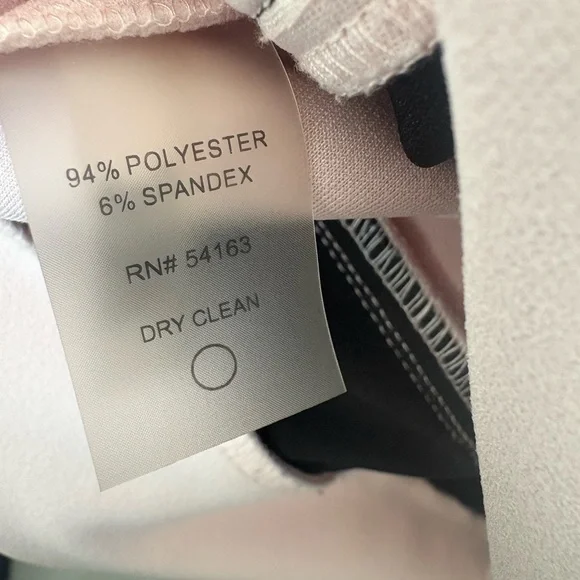 94% POLYESTER
6% SPANDEX
RN# 54163
DRY CLEAN